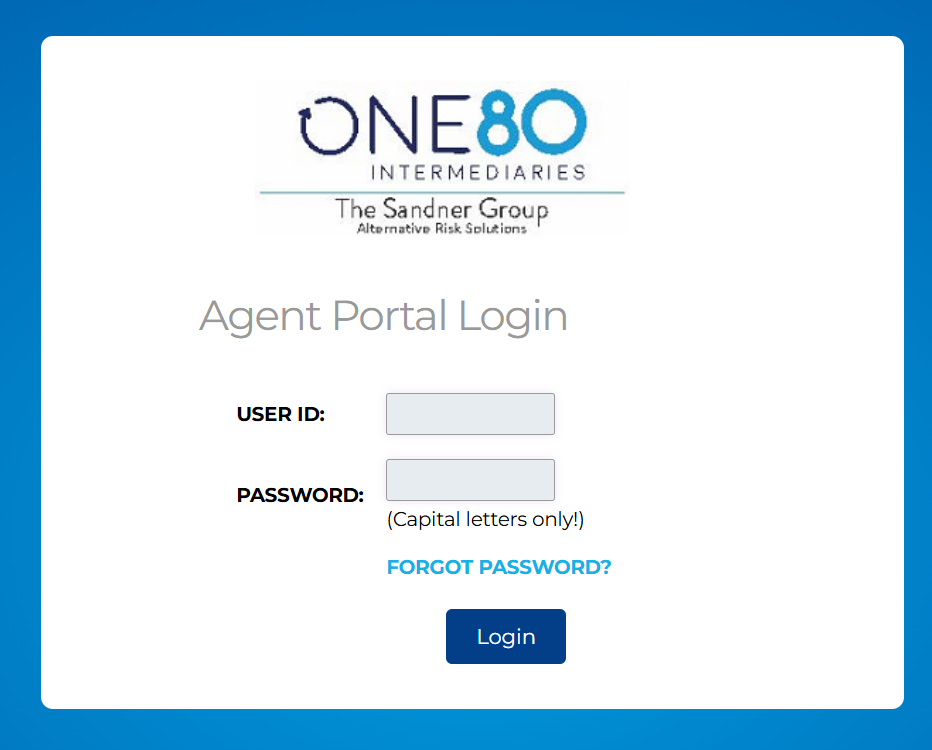 ONE80
INTERMEDIARIES
The Sandner Group
Alternative Risk Solutions
Agent Portal Login
USER ID:
PASSWORD:
(Capital letters only!)
FORGOT PASSWORD?
Login